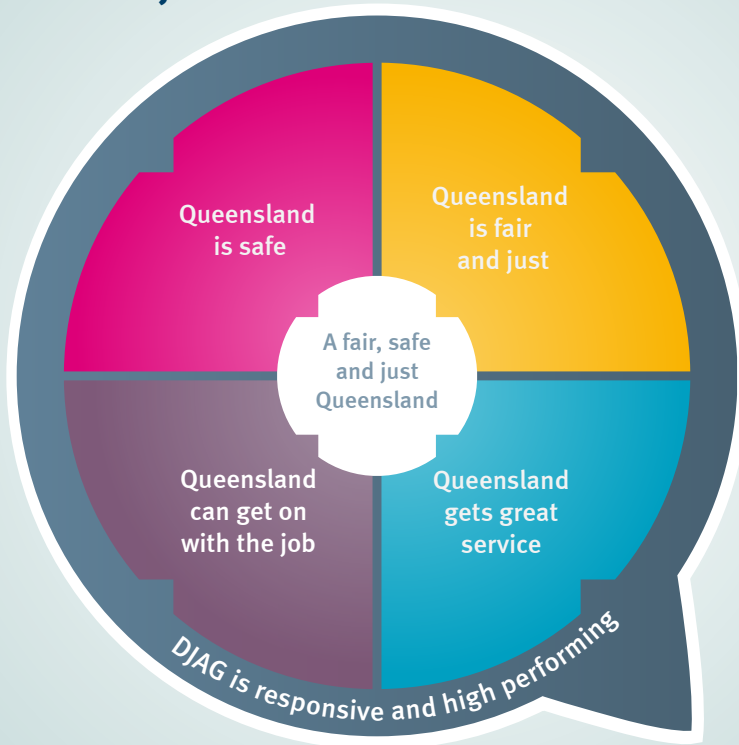 Queensland
is safe
Queensland
is fair
and just
A fair, safe
and just
Queensland
Queensland
can get on
with the job
Queensland
gets great
service
DJAG is responsive and high performing